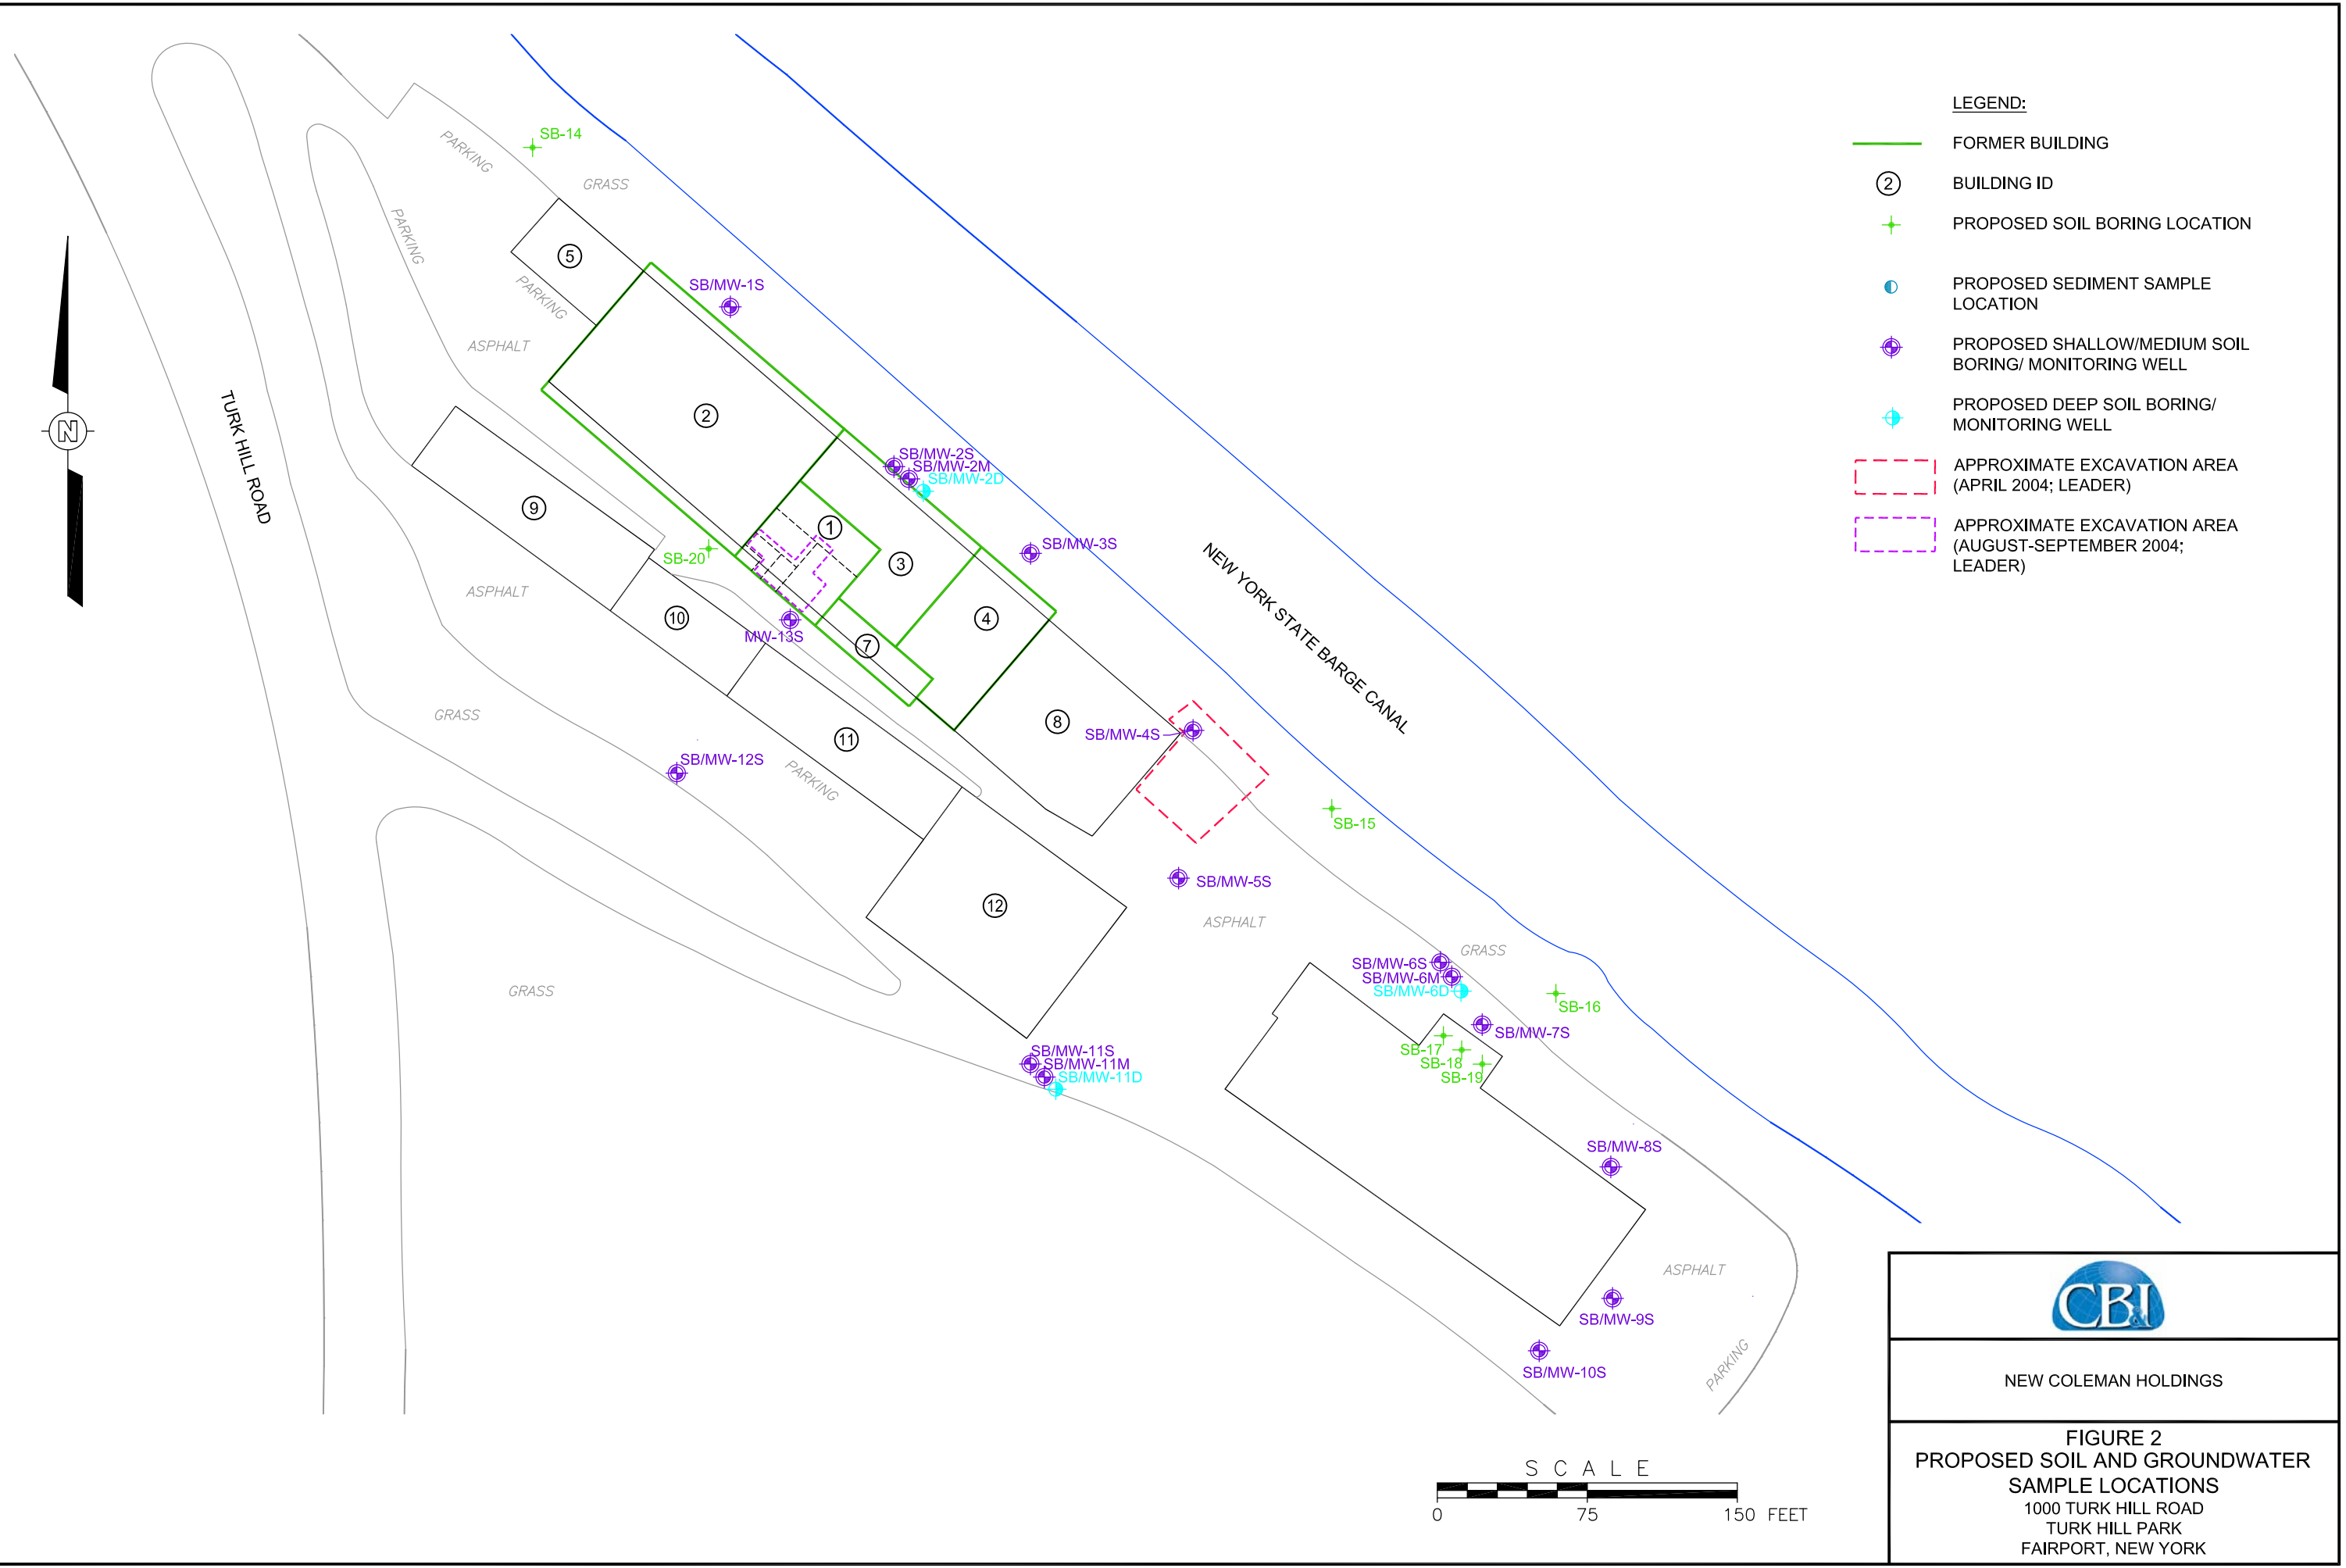 LEGEND:
FORMER BUILDING
2
BUILDING ID
PROPOSED SOIL BORING LOCATION
PROPOSED SEDIMENT SAMPLE
LOCATION
PROPOSED SHALLOW/MEDIUM SOIL
BORING/ MONITORING WELL
PROPOSED DEEP SOIL BORING/
MONITORING WELL
APPROXIMATE EXCAVATION AREA
(APRIL 2004; LEADER)
APPROXIMATE EXCAVATION AREA
(AUGUST-SEPTEMBER 2004;
LEADER)
SB-14
PARKING
GRASS
PARKING
5
PARKING
SB/MW-1S
ASPHALT
N
TURK HILL ROAD
2
SB/MW-2S
SB/MW-2M
SB/MW-2D
9
1
SB-20
3
SB/MW-3S
NEW YORK STATE BARGE CANAL
ASPHALT
10
4
MW-13S
7
GRASS
11
8
SB/MW-4S
SB/MW-12S
PARKING
SB-15
SB/MW-5S
12
ASPHALT
GRASS
SB/MW-6S
SB/MW-6M
SB/MW-6D
GRASS
SB-16
SB/MW-7S
SB-17
SB-18
SB-19
SB/MW-11S
SB/MW-11M
SB/MW-11D
SB/MW-8S
ASPHALT
SB/MW-9S
SB/MW-10S
PARKING
SCALE
0 75 150 FEET
CB&I
NEW COLEMAN HOLDINGS
FIGURE 2
PROPOSED SOIL AND GROUNDWATER
SAMPLE LOCATIONS
1000 TURK HILL ROAD
TURK HILL PARK
FAIRPORT, NEW YORK